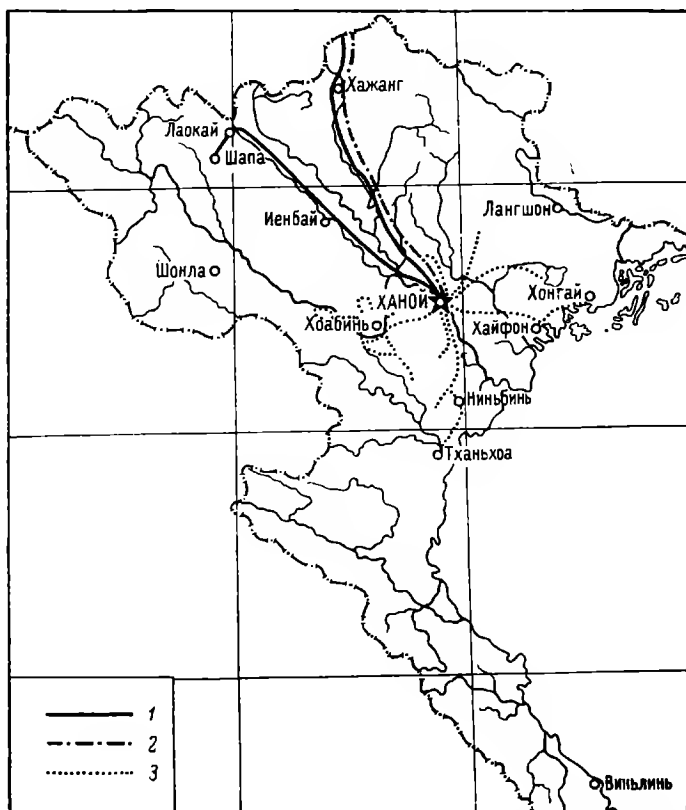 Хажанг
Лаокай
Шапа
Лангшон
Иенбай
Шонла
ХАНОЙ
Хонгай
Хоабинь
Хайфон
Ниньбинь
Тханьхоа
1
2
3
Виньлинь